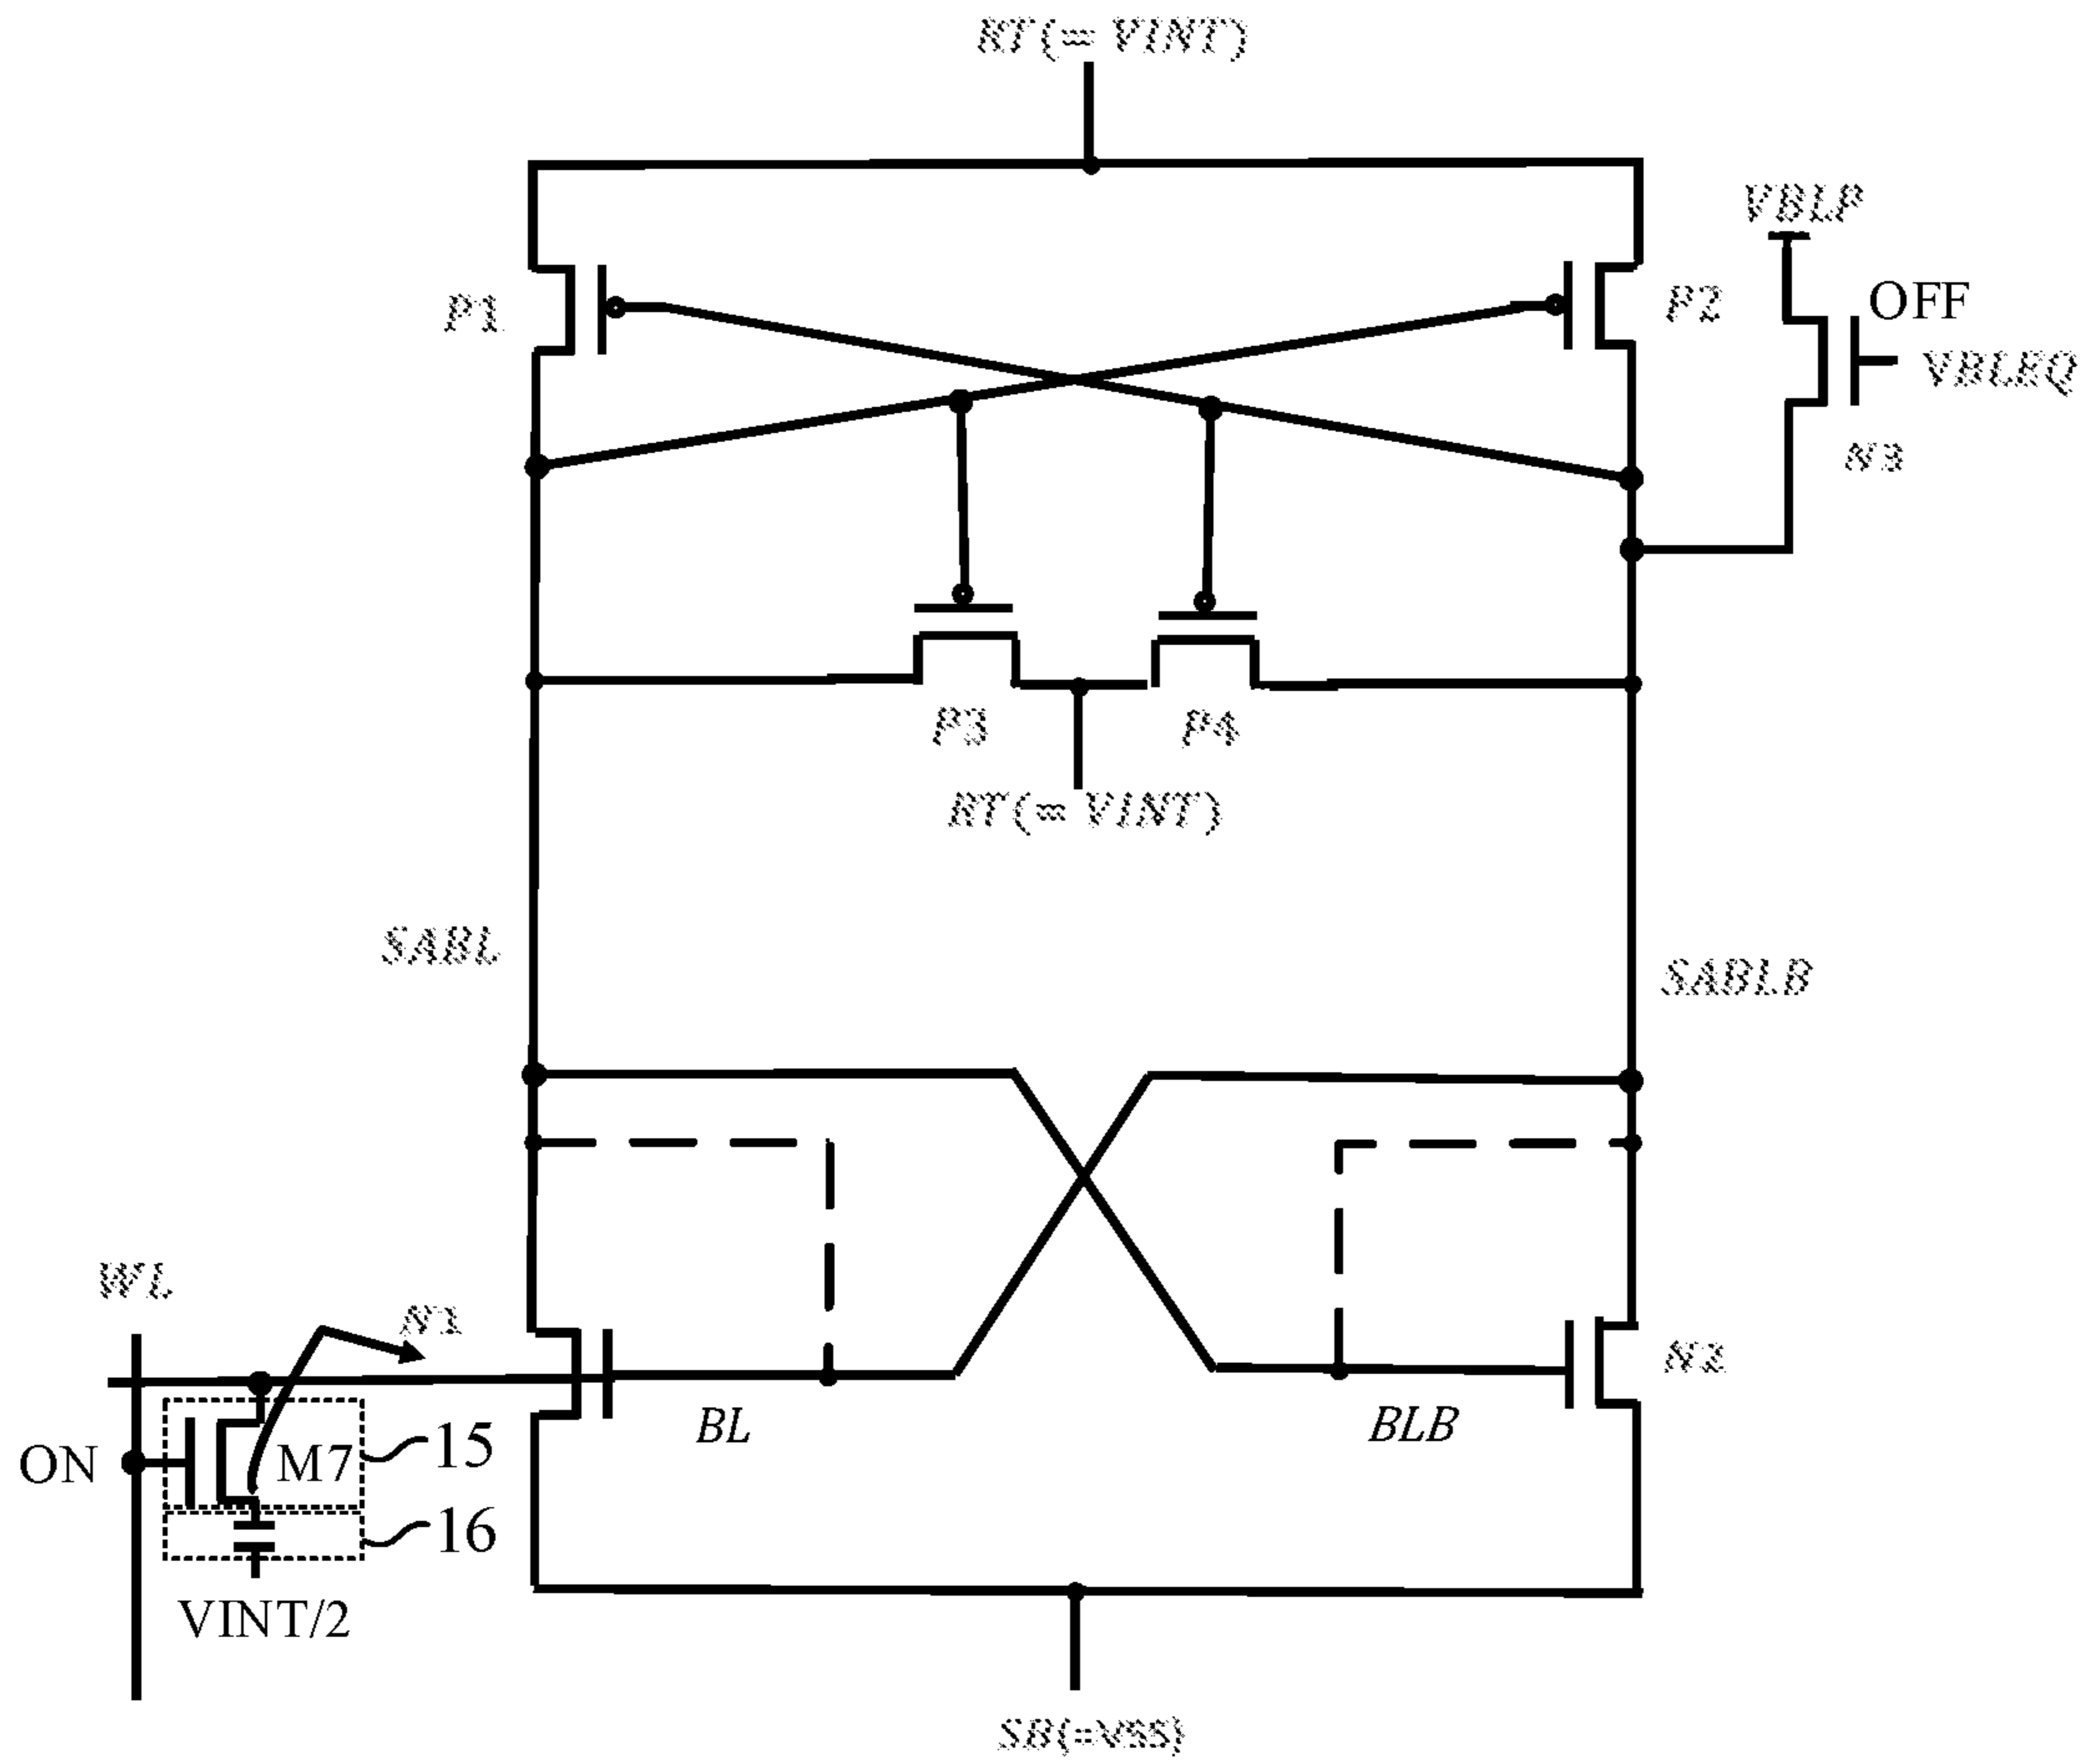 RT(= VINT)
VBLP
P1
P2
OFF
VBLEQ
N3
P3
P4
RT(= VINT)
SABL
SABLB
WL
N1
N2
BL
BLB
ON
M7
15
16
VINT/2
SB(=VSS)